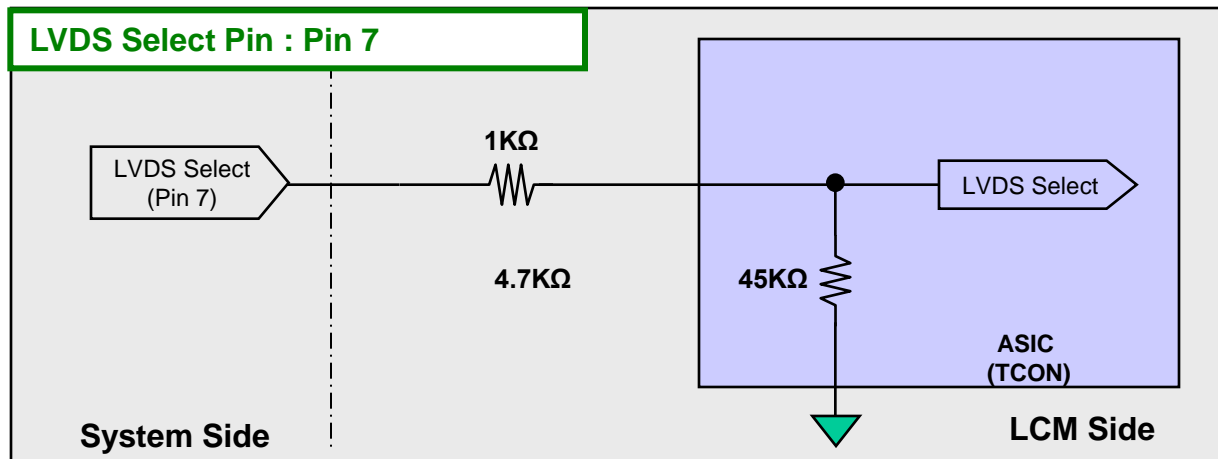 LVDS Select Pin : Pin 7
1KΩ
LVDS Select
(Pin 7)
LVDS Select
4.7KΩ
45KΩ
ASIC
(TCON)
System Side
LCM Side